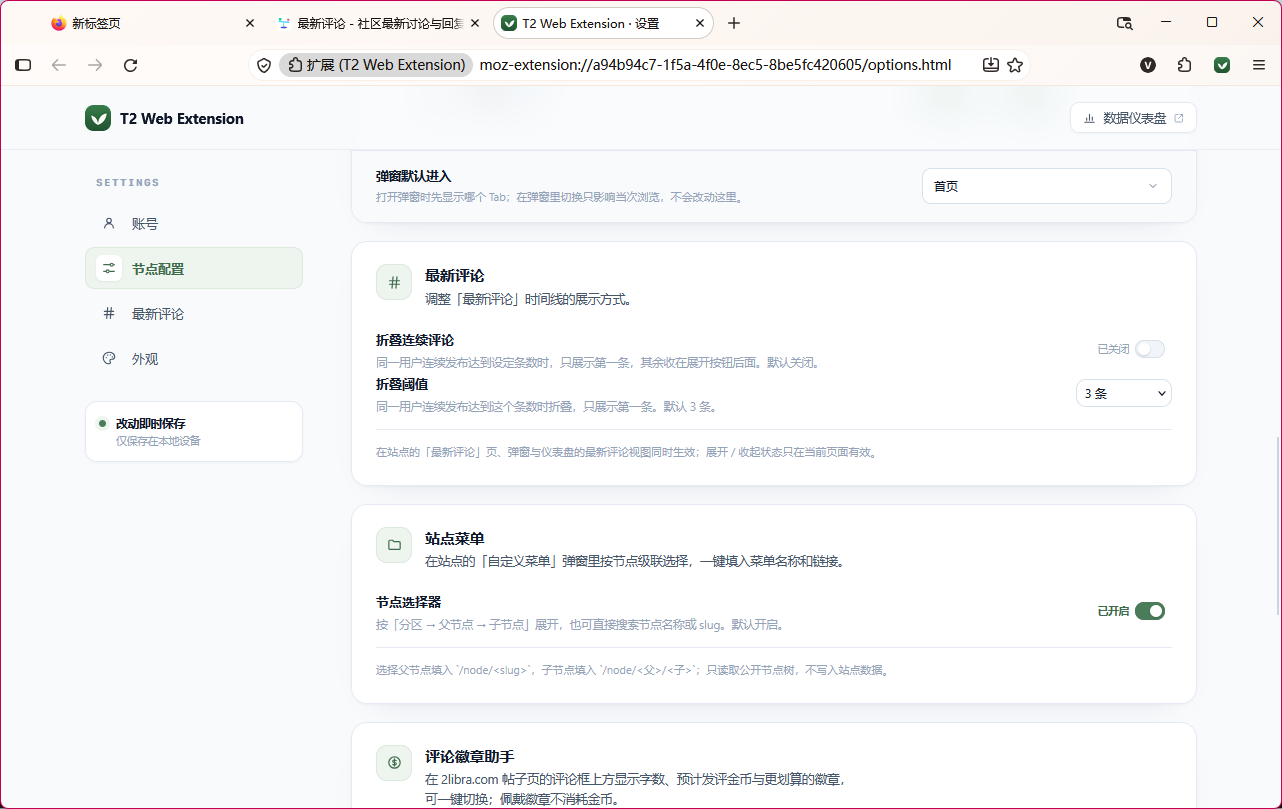 新标签页
最新评论 - 社区最新讨论与回复
T2 Web Extension · 设置
扩展 (T2 Web Extension)
moz-extension://a94b94c7-1f5a-4f0e-8ec5-8be5fc420605/options.html
V
T2 Web Extension
数据仪表盘
SETTINGS
账号
节点配置
最新评论
外观
改动即时保存
仅保存在本地设备
弹窗默认进入
打开弹窗时先显示哪个 Tab；在弹窗里切换只影响当次浏览，不会改动这里。
首页
最新评论
调整「最新评论」时间线的展示方式。
折叠连续评论
同一用户连续发布达到设定条数时，只展示第一条，其余收在展开按钮后面。默认关闭。
已关闭
折叠阈值
同一用户连续发布达到这个条数时折叠，只展示第一条。默认 3 条。
3 条
在站点的「最新评论」页、弹窗与仪表盘的最新评论视图同时生效；展开 / 收起状态只在当前页面有效。
站点菜单
在站点的「自定义菜单」弹窗里按节点级联选择，一键填入菜单名称和链接。
节点选择器
按「分区 → 父节点 → 子节点」展开，也可直接搜索节点名称或 slug。默认开启。
已开启
选择父节点填入 `/node/<slug>`，子节点填入 `/node/<父>/<子>`；只读取公开节点树，不写入站点数据。
评论徽章助手
在 2libra.com 帖子页的评论框上方显示字数、预计发评金币与更划算的徽章，
可一键切换；佩戴徽章不消耗金币。